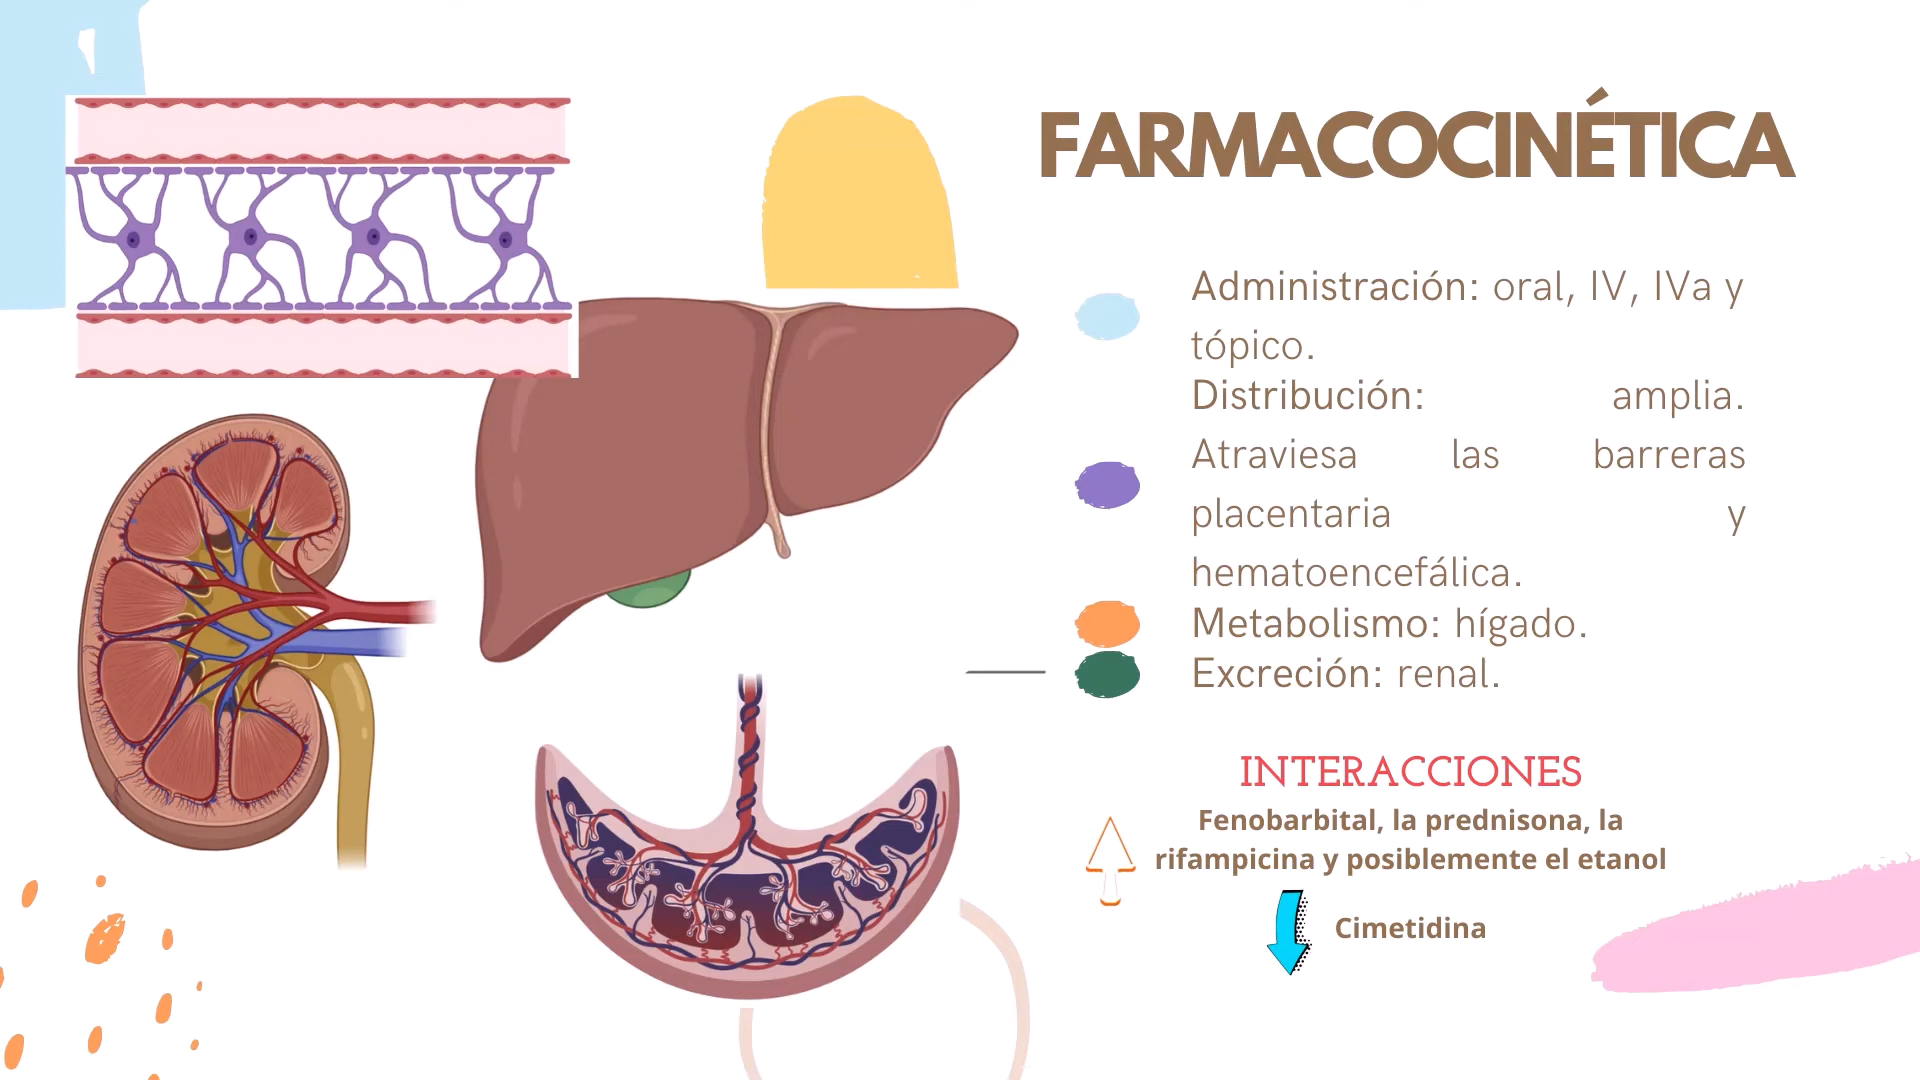 FARMACOCINÉTICA
Administración: oral, IV, IVa y
tópico.
Distribución: amplia.
Atraviesa las barreras
placentaria y
hematoencefálica.
Metabolismo: hígado.
Excreción: renal.
INTERACCIONES
Fenobarbital, la prednisona, la
rifampicina y posiblemente el etanol
Cimetidina